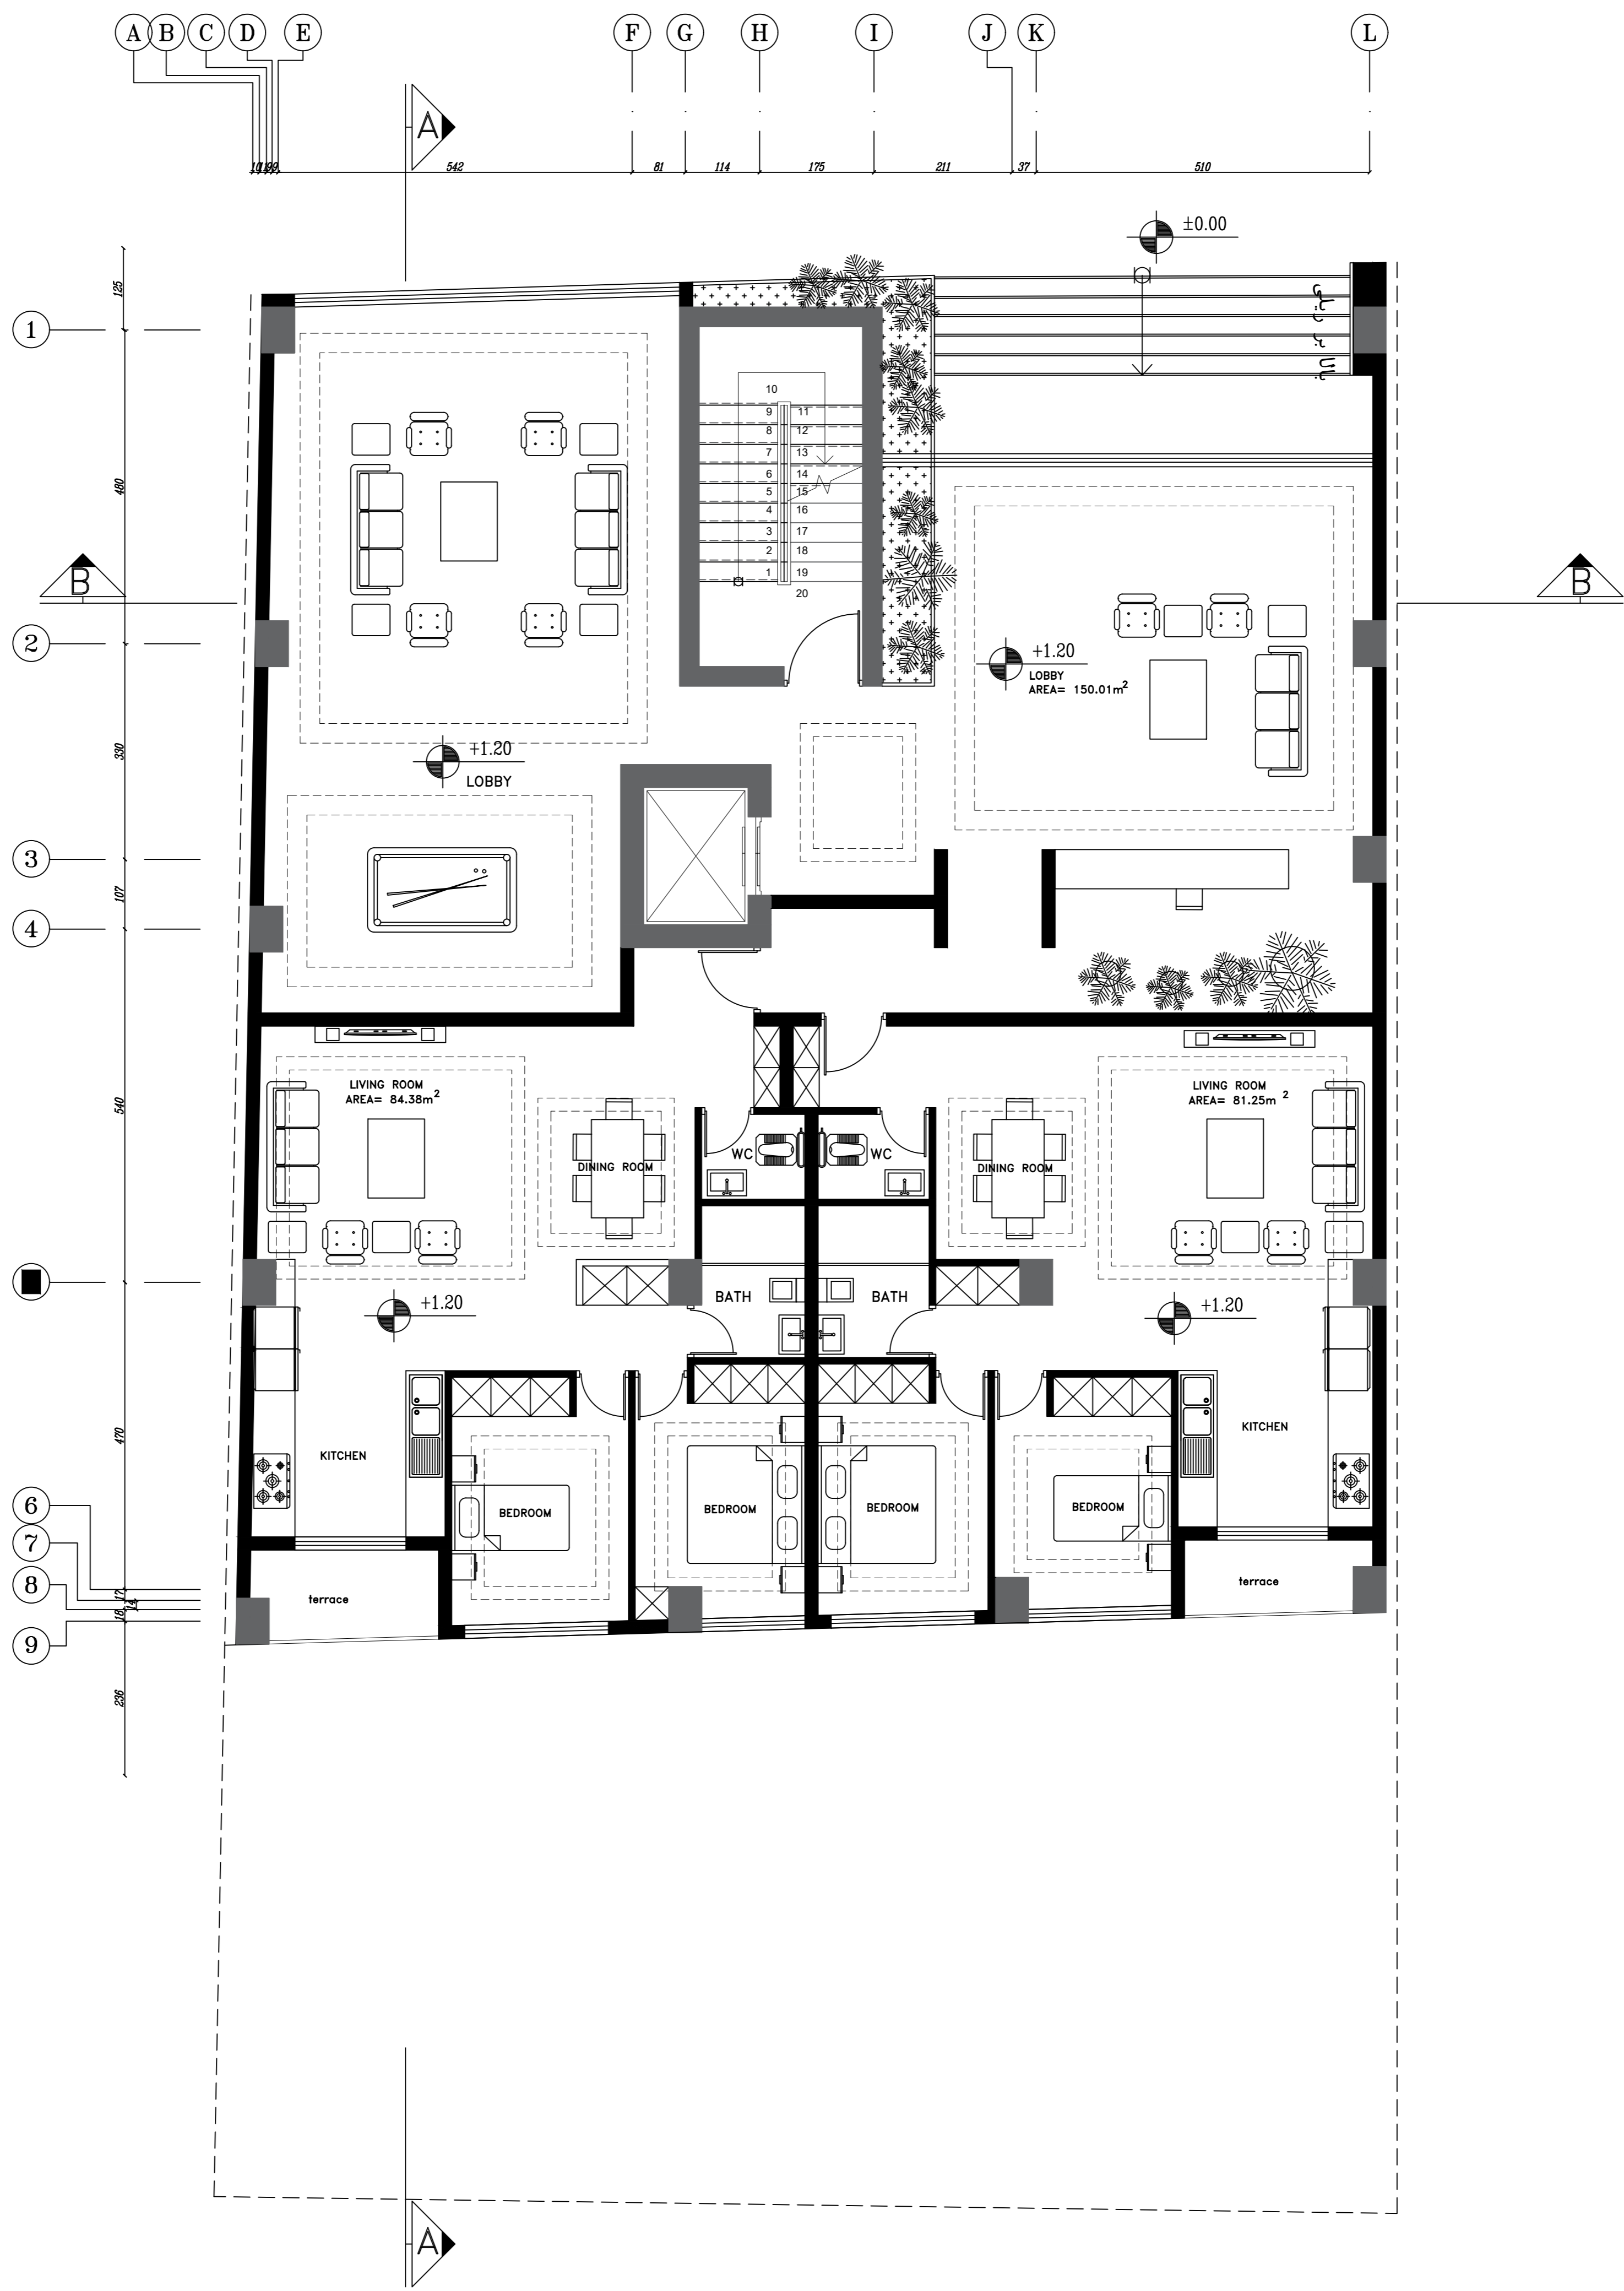 A B C D E F G H I J K L
A
542 81 114 175 211 37 510
±0.00
125
1
480
10
9 11
8 12
7 13
6 14
5 15
4 16
3 17
2 18
1 19
20
B
B
2
+1.20
LOBBY
AREA= 150.01m²
330
+1.20
LOBBY
3
107
4
540
LIVING ROOM
AREA= 84.38m²
LIVING ROOM
AREA= 81.25m ²
WC
WC
DINING ROOM
DINING ROOM
BATH
BATH
+1.20
+1.20
470
KITCHEN
KITCHEN
BEDROOM
BEDROOM
BEDROOM
BEDROOM
6
7
8
9
17
14
18
terrace
terrace
236
A